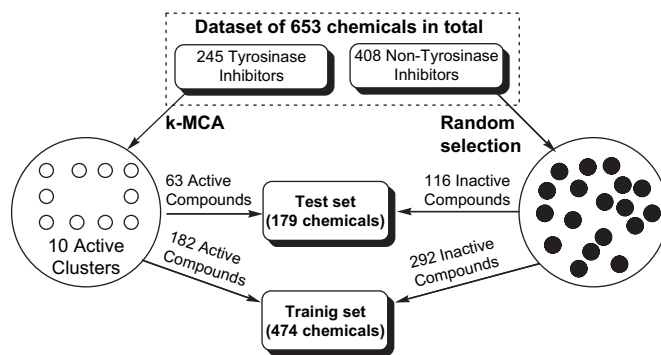 Dataset of 653 chemicals in total
245 Tyrosinase
Inhibitors
408 Non-Tyrosinase
Inhibitors
k-MCA
Random
selection
63 Active
Compounds
Test set
(179 chemicals)
116 Inactive
Compounds
10 Active
Clusters
182 Active
Compounds
292 Inactive
Compounds
Trainig set
(474 chemicals)